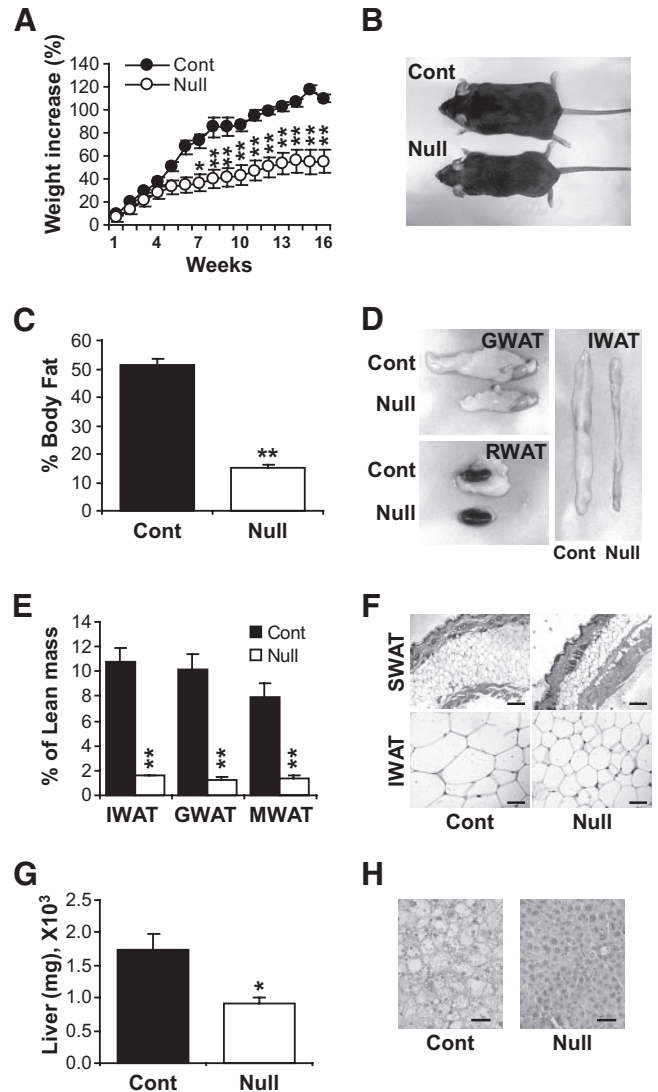 A
Weight increase (%)
140
120
100
80
60
40
20
0
Cont
Null
*
**
**
**
**
**
**
**
**
**
1 4 7 10 13 16
Weeks
B
Cont
Null
C
% Body Fat
60
50
40
30
20
10
0
**
Cont Null
D
GWAT
Cont
Null
RWAT
Cont
Null
IWAT
Cont Null
E
% of Lean mass
14
12
10
8
6
4
2
0
Cont
Null
**
**
**
IWAT GWAT MWAT
F
SWAT
IWAT
Cont Null
G
Liver (mg), X10³
2.5
2.0
1.5
1.0
0.5
0.0
*
Cont Null
H
Cont Null